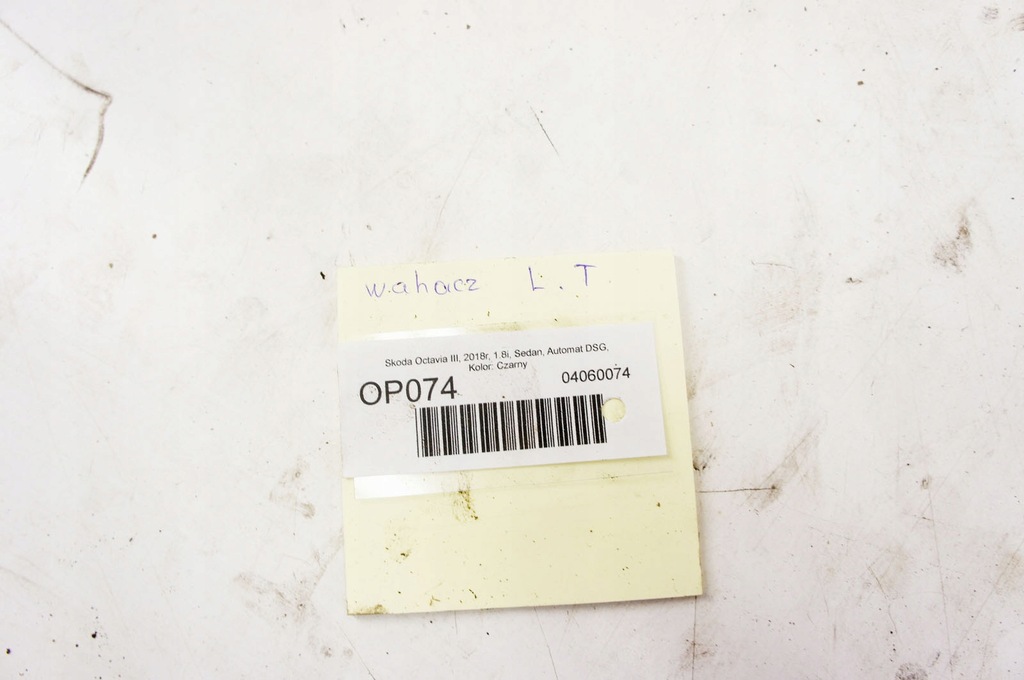 wahacz L.T
Skoda Octavia III, 2018r, 1.8i, Sedan, Automat DSG,
Kolor: Czarny
OP074 04060074